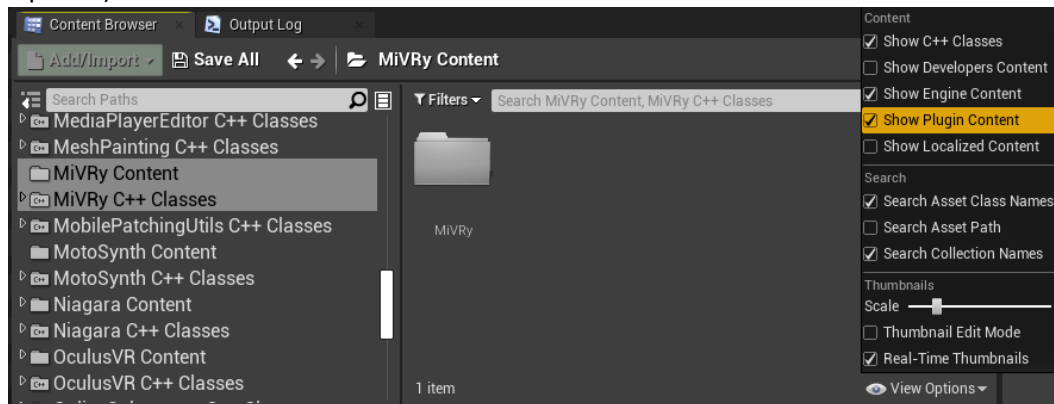 Content Browser
Output Log
Add/Import
Save All
MiVRy Content
Search Paths
MediaPlayerEditor C++ Classes
MeshPainting C++ Classes
MiVRy Content
MiVRy C++ Classes
MobilePatchingUtils C++ Classes
MotoSynth Content
MotoSynth C++ Classes
Niagara Content
Niagara C++ Classes
OculusVR Content
OculusVR C++ Classes
Filters
Search MiVRy Content, MiVRy C++ Classes
MiVRy
1 item
Content
Show C++ Classes
Show Developers Content
Show Engine Content
Show Plugin Content
Show Localized Content
Search
Search Asset Class Names
Search Asset Path
Search Collection Names
Thumbnails
Scale
Thumbnail Edit Mode
Real-Time Thumbnails
View Options